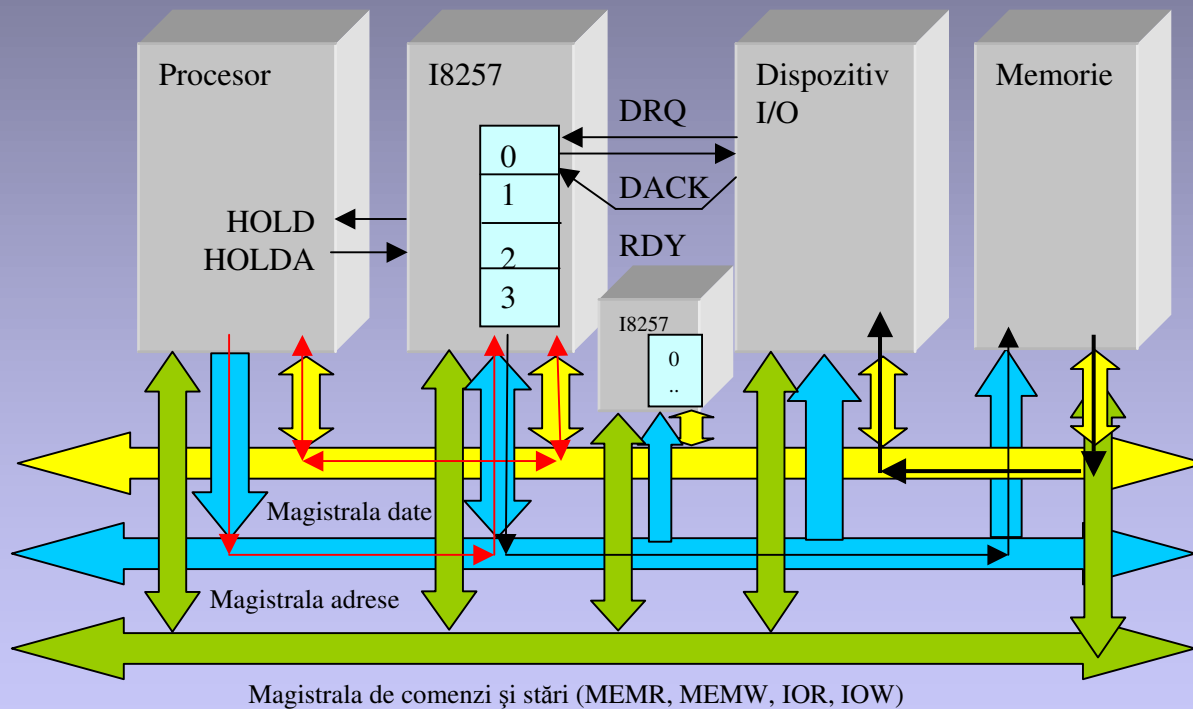 Procesor
I8257
Dispozitiv
I/O
Memorie
DRQ
0
1
DACK
HOLD
HOLDA
2
RDY
3
I8257
0
..
Magistrala date
Magistrala adrese
Magistrala de comenzi şi stări (MEMR, MEMW, IOR, IOW)